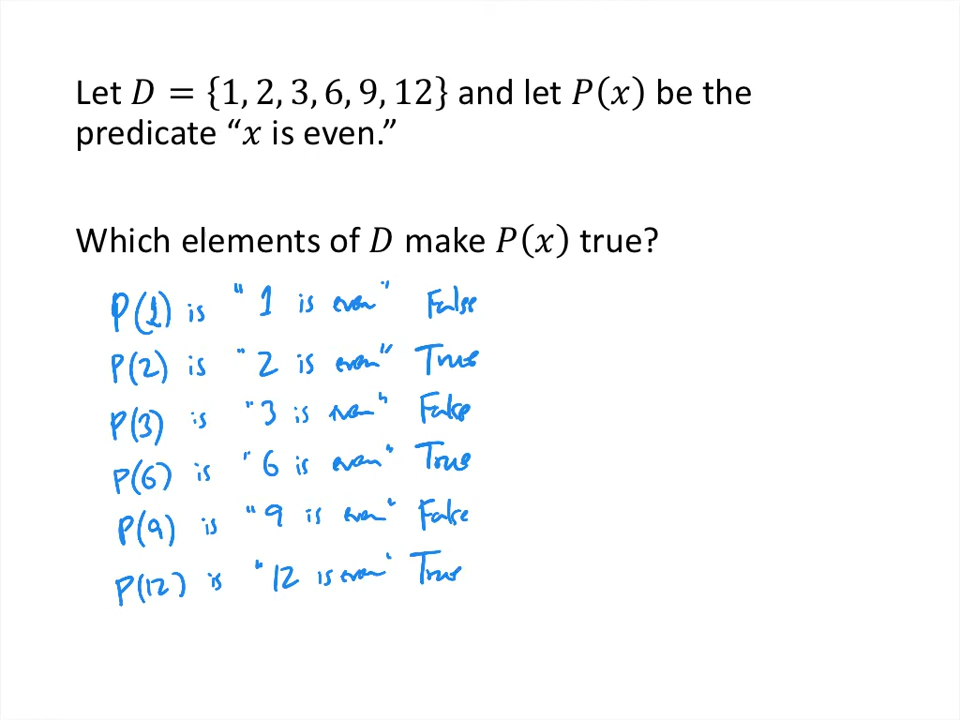 Let D = {1, 2, 3, 6, 9, 12} and let P(x) be the
predicate “x is even.”
Which elements of D make P(x) true?
P(1) is "1 is even" False
P(2) is "2 is even" True
P(3) is "3 is even" False
P(6) is "6 is even" True
P(9) is "9 is even" False
P(12) is "12 is even" True